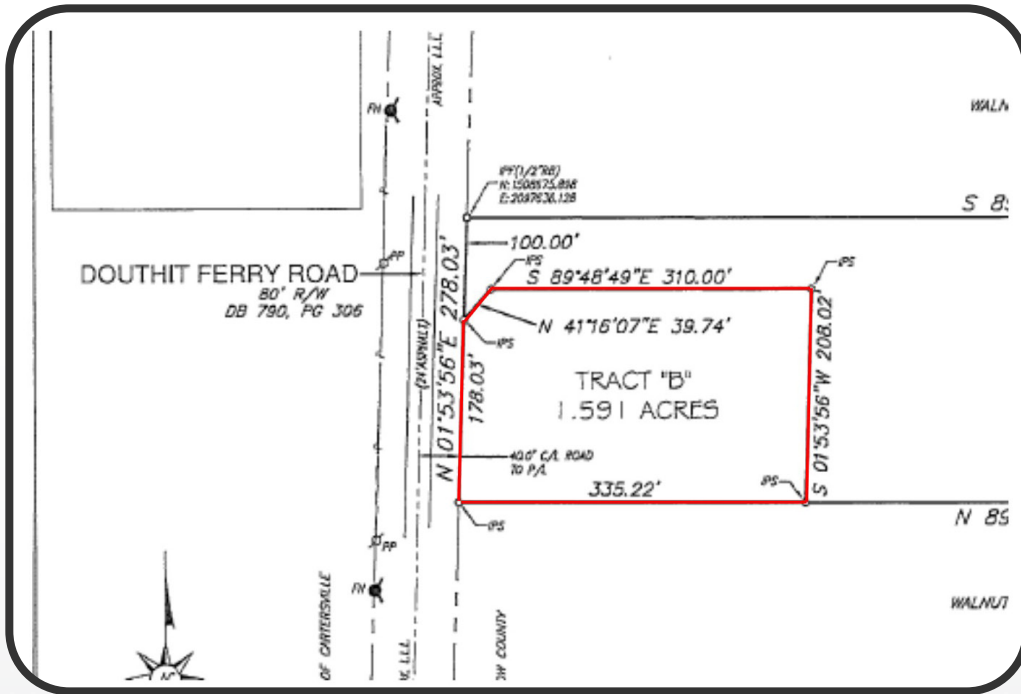 APPROX. L.L.L.
WALN
FH
IPF(1/2"RB)
N:1508575.898
E:2097636.128
S 89
100.00'
IPS
PP
DOUTHIT FERRY ROAD
80' R/W
DB 790, PG 306
S 89°48'49"E 310.00'
IPS
N 01°53'56"E 278.03'
178.03'
(24'ASPHALT)
N 41°16'07"E 39.74'
IPS
TRACT "B"
1.591 ACRES
S 01°53'56"W 208.02'
40.0' C/L ROAD
TO P/L
335.22'
IPS
IPS
N 89
PP
FH
OF CARTERSVILLE
X. L.L.L.
OW COUNTY
WALNUT
N